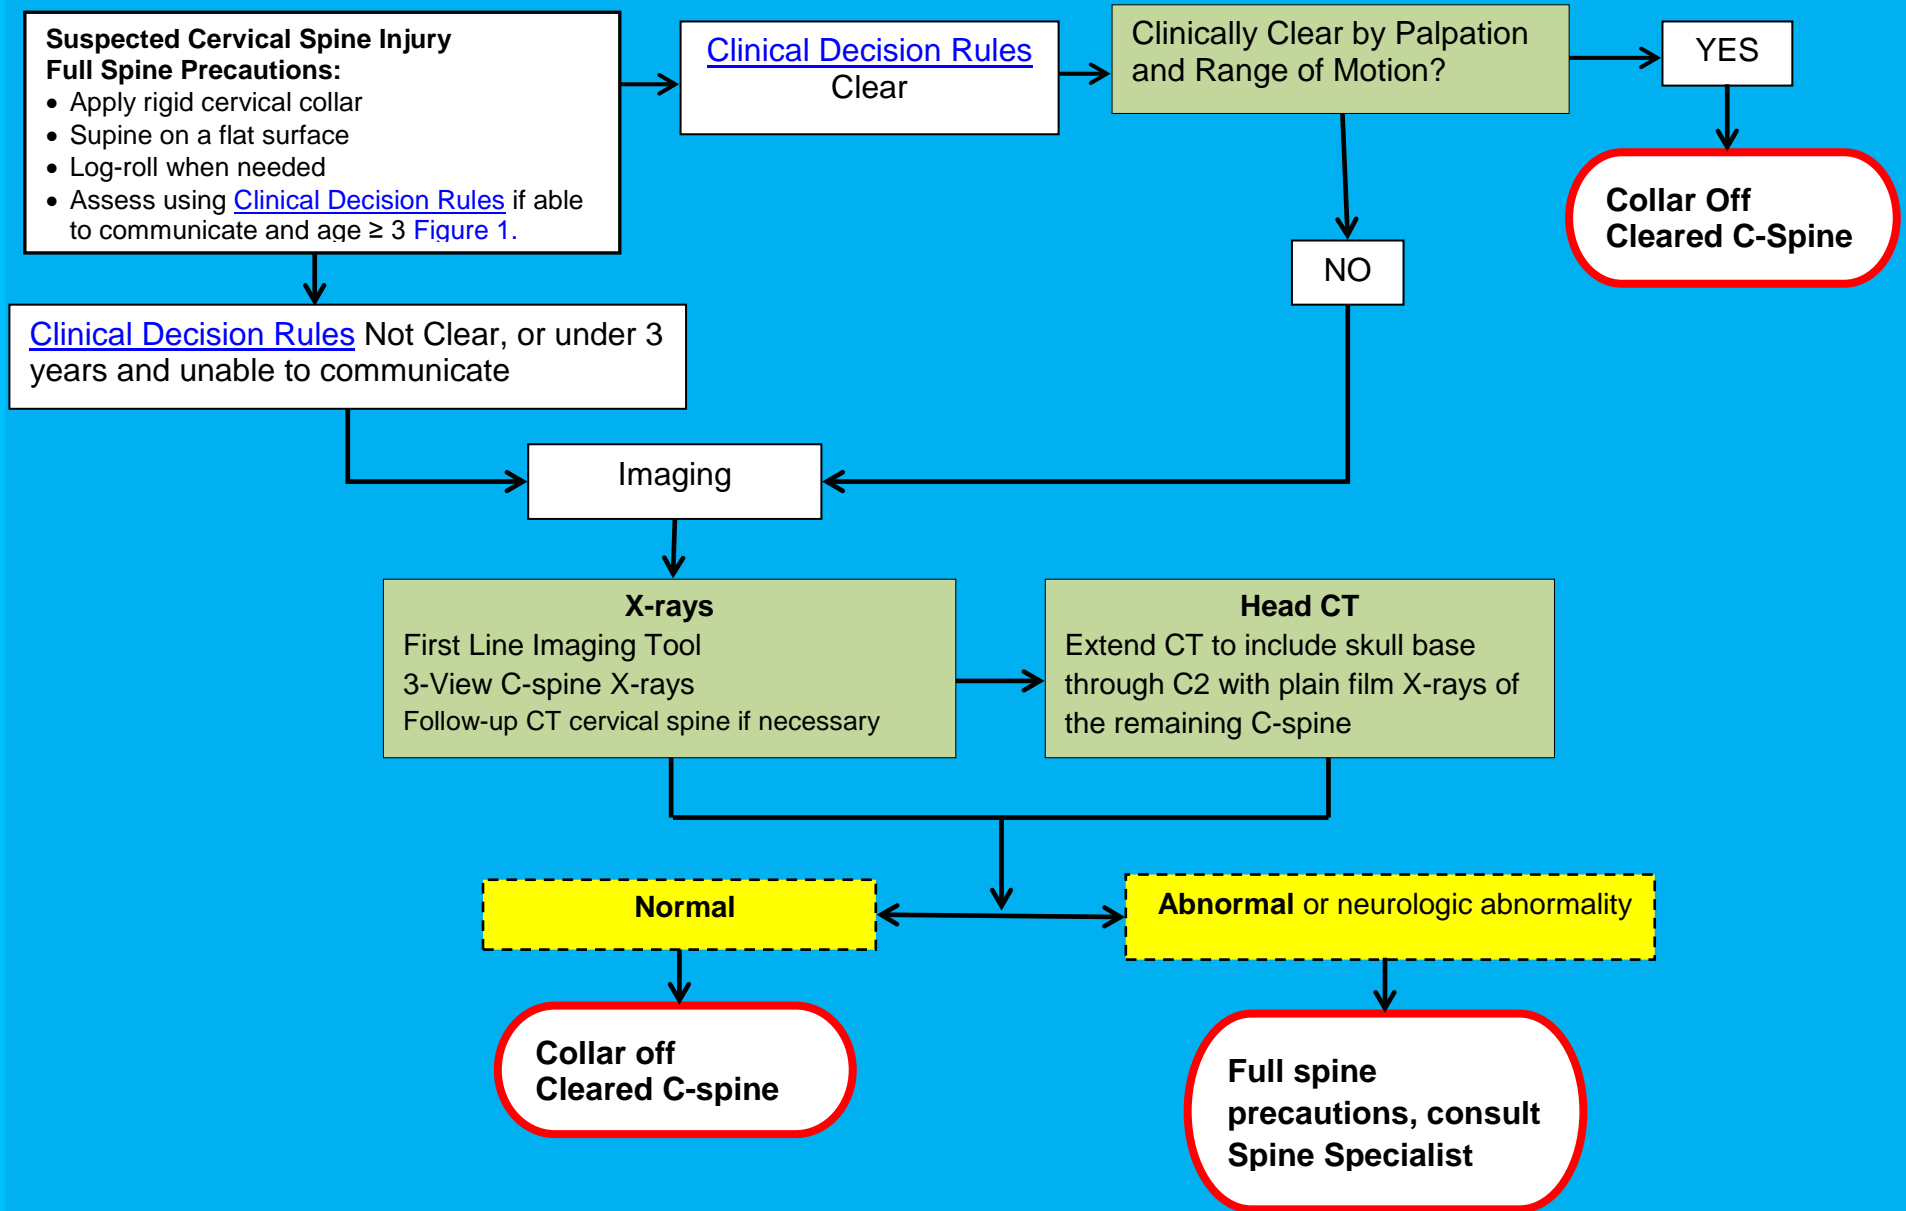 Suspected Cervical Spine Injury
Full Spine Precautions:
• Apply rigid cervical collar
• Supine on a flat surface
• Log-roll when needed
• Assess using Clinical Decision Rules if able
to communicate and age ≥ 3 Figure 1.
Clinical Decision Rules
Clear
Clinically Clear by Palpation
and Range of Motion?
YES
Collar Off
Cleared C-Spine
NO
Clinical Decision Rules Not Clear, or under 3
years and unable to communicate
Imaging
X-rays
First Line Imaging Tool
3-View C-spine X-rays
Follow-up CT cervical spine if necessary
Head CT
Extend CT to include skull base
through C2 with plain film X-rays of
the remaining C-spine
Normal
Abnormal or neurologic abnormality
Collar off
Cleared C-spine
Full spine
precautions, consult
Spine Specialist